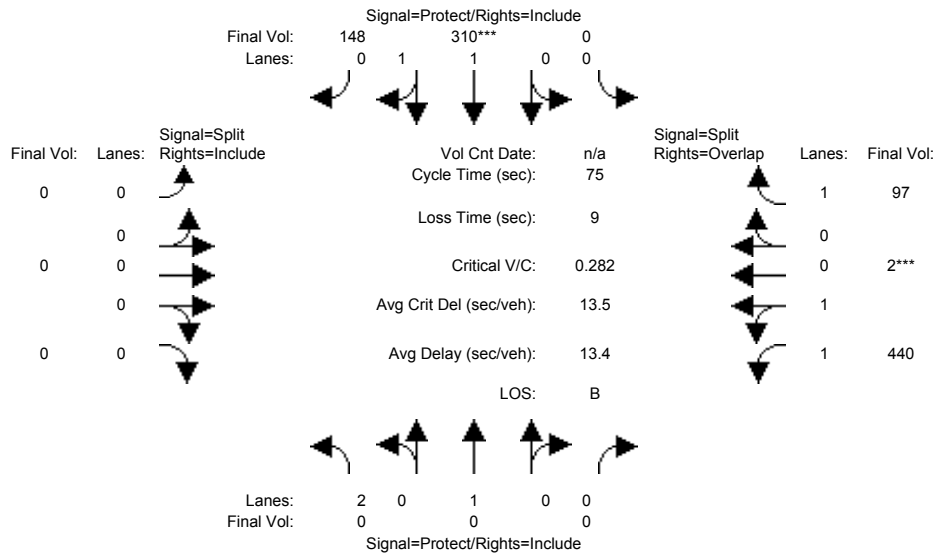 Signal=Protect/Rights=Include
Final Vol: 148 310*** 0
Lanes: 0 1 1 0 0
Signal=Split Signal=Split
Final Vol: Lanes: Rights=Include Vol Cnt Date: n/a Rights=Overlap Lanes: Final Vol:
Cycle Time (sec): 75
0 0 1 97
Loss Time (sec): 9
0 0
0 0 Critical V/C: 0.282 0 2***
0 Avg Crit Del (sec/veh): 13.5 1
0 0 Avg Delay (sec/veh): 13.4 1 440
LOS: B
Lanes: 2 0 1 0 0
Final Vol: 0 0 0
Signal=Protect/Rights=Include